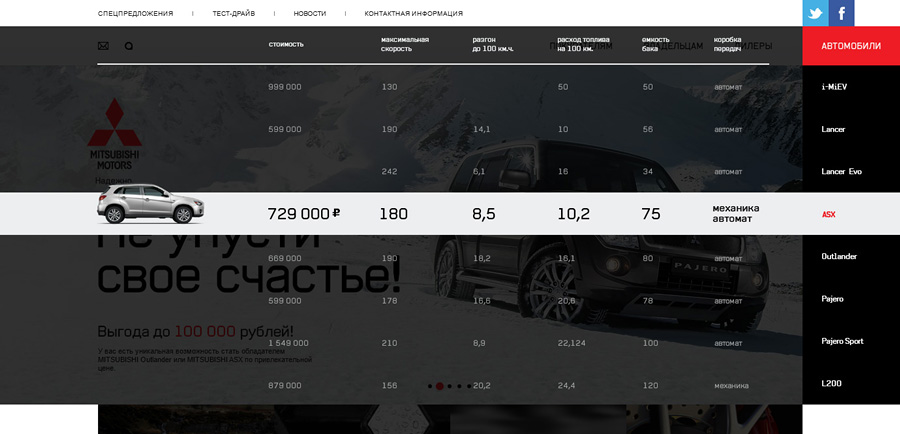 СПЕЦПРЕДЛОЖЕНИЯ | ТЕСТ-ДРАЙВ | НОВОСТИ | КОНТАКТНАЯ ИНФОРМАЦИЯ
стоимость
максимальная
скорость
разгон
до 100 км.ч.
расход топлива
на 100 км.
емкость
бака
коробка
передач
АВТОМОБИЛИ
999 000 130 50 50 автомат i-MiEV
599 000 190 14,1 10 56 автомат Lancer
242 6,1 16 34 автомат Lancer Evo
MITSUBISHI
MOTORS
Надежно
729 000 ₽ 180 8,5 10,2 75 механика автомат ASX
Не упусти
669 000 190 18,2 16,1 80 автомат Outlander
свое счастье!
PAJERO
599 000 178 16,6 20,6 78 автомат Pajero
Выгода до 100 000 рублей!
1 549 000 210 8,9 22,124 100 автомат Pajero Sport
У вас есть уникальная возможность стать обладателем
MITSUBISHI Outlander или MITSUBISHI ASX по привлекательной
цене.
879 000 156 20,2 24,4 120 механика L200